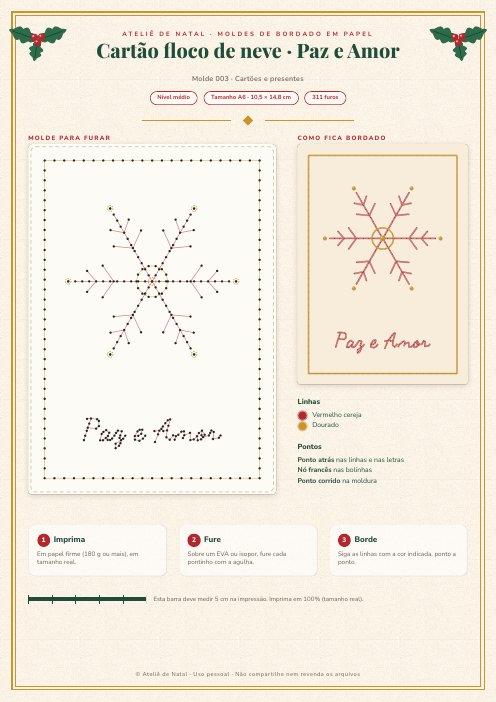 ATELIÊ DE NATAL · MOLDES DE BORDADO EM PAPEL
Cartão floco de neve · Paz e Amor
Molde 003 · Cartões e presentes
Nível médio
Tamanho A6 · 10,5 × 14,8 cm
311 furos
MOLDE PARA FURAR
COMO FICA BORDADO
Paz e Amor
Paz e Amor
Linhas
Vermelho cereja
Dourado
Pontos
Ponto atrás nas linhas e nas letras
Nó francês nas bolinhas
Ponto corrido na moldura
1 Imprima
Em papel firme (180 g ou mais), em
tamanho real.
2 Fure
Sobre um EVA ou isopor, fure cada
pontinho com a agulha.
3 Borde
Siga as linhas com a cor indicada, ponto a
ponto.
Esta barra deve medir 5 cm na impressão. Imprima em 100% (tamanho real).
© Ateliê de Natal · Uso pessoal · Não compartilhe nem revenda os arquivos